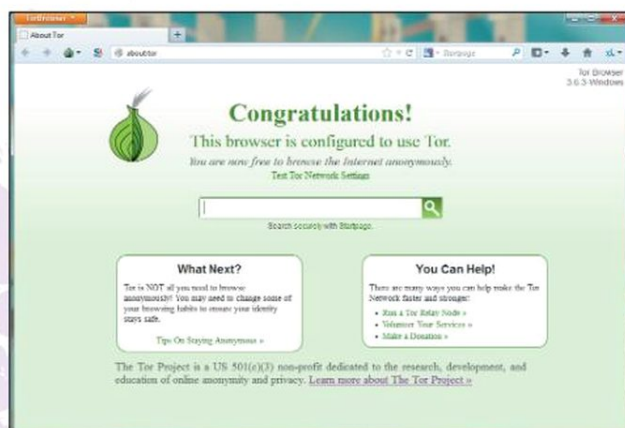 TorBrowser
About Tor
about:tor
Startpage
Tor Browser
3.6.3-Windows
Congratulations!
This browser is configured to use Tor.
You are now free to browse the Internet anonymously.
Test Tor Network Settings
Search securely with Startpage.
What Next?
Tor is NOT all you need to browse
anonymously! You may need to change some of
your browsing habits to ensure your identity
stays safe.
Tips On Staying Anonymous »
You Can Help!
There are many ways you can help make the Tor
Network faster and stronger:
• Run a Tor Relay Node »
• Volunteer Your Services »
• Make a Donation »
The Tor Project is a US 501(c)(3) non-profit dedicated to the research, development, and
education of online anonymity and privacy. Learn more about The Tor Project »